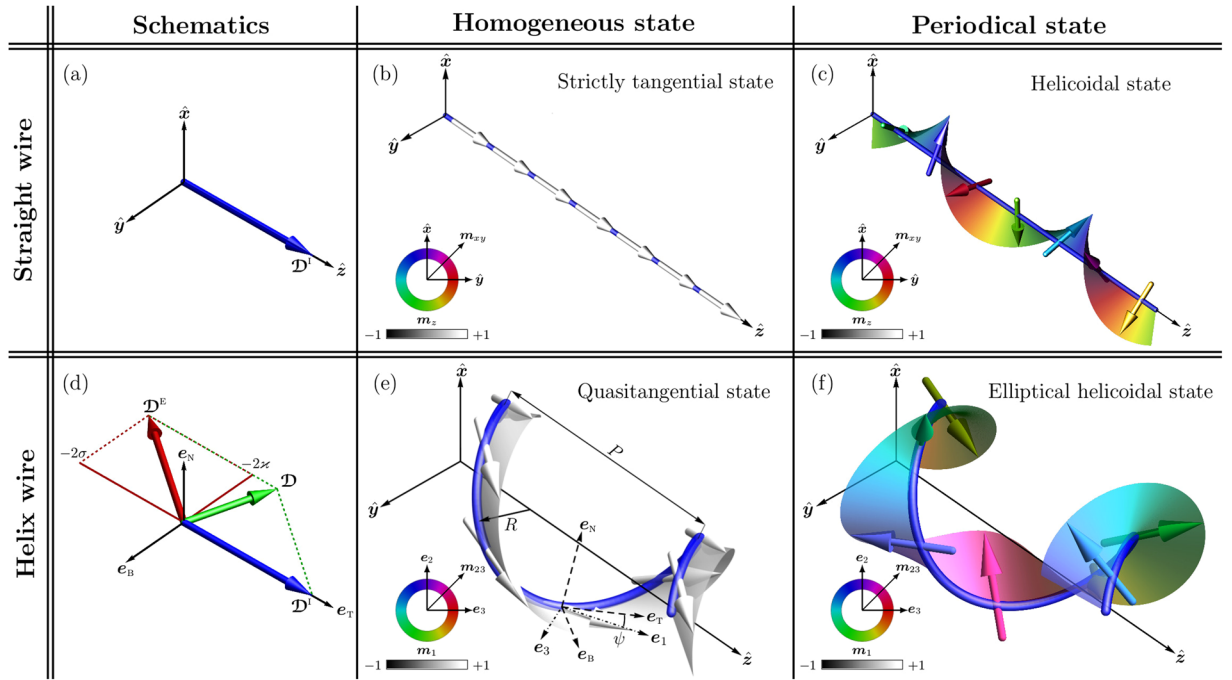 Schematics
Homogeneous state
Periodical state
Straight wire
(a)
x̂
ŷ
𝓓ᴵ
ẑ
(b)
Strictly tangential state
x̂
ŷ
x̂
m_xy
ŷ
m_z
−1
+1
ẑ
(c)
Helicoidal state
x̂
ŷ
x̂
m_xy
ŷ
m_z
−1
+1
ẑ
Helix wire
(d)
𝓓ᴱ
−2σ
e_N
−2ϰ
𝓓
e_B
𝓓ᴵ
e_T
(e)
Quasitangential state
x̂
ŷ
P
R
e_N
e_2
m_23
e_3
m_1
−1
+1
e_T
e_1
ψ
e_3
e_B
ẑ
(f)
Elliptical helicoidal state
x̂
ŷ
e_2
m_23
e_3
m_1
−1
+1
ẑ